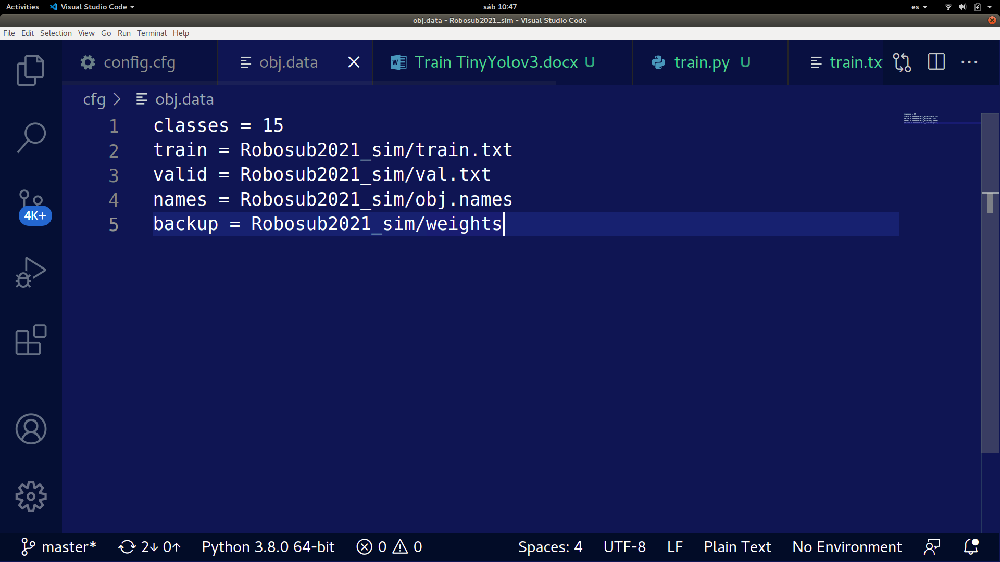 Activities Visual Studio Code sáb 10:47 es
obj.data - Robosub2021_sim - Visual Studio Code
File Edit Selection View Go Run Terminal Help
config.cfg obj.data Train TinyYolov3.docx U train.py U train.tx
cfg > obj.data
1 classes = 15
2 train = Robosub2021_sim/train.txt
3 valid = Robosub2021_sim/val.txt
4 names = Robosub2021_sim/obj.names
5 backup = Robosub2021_sim/weights
4K+
master* 2↓ 0↑ Python 3.8.0 64-bit 0 0 Spaces: 4 UTF-8 LF Plain Text No Environment